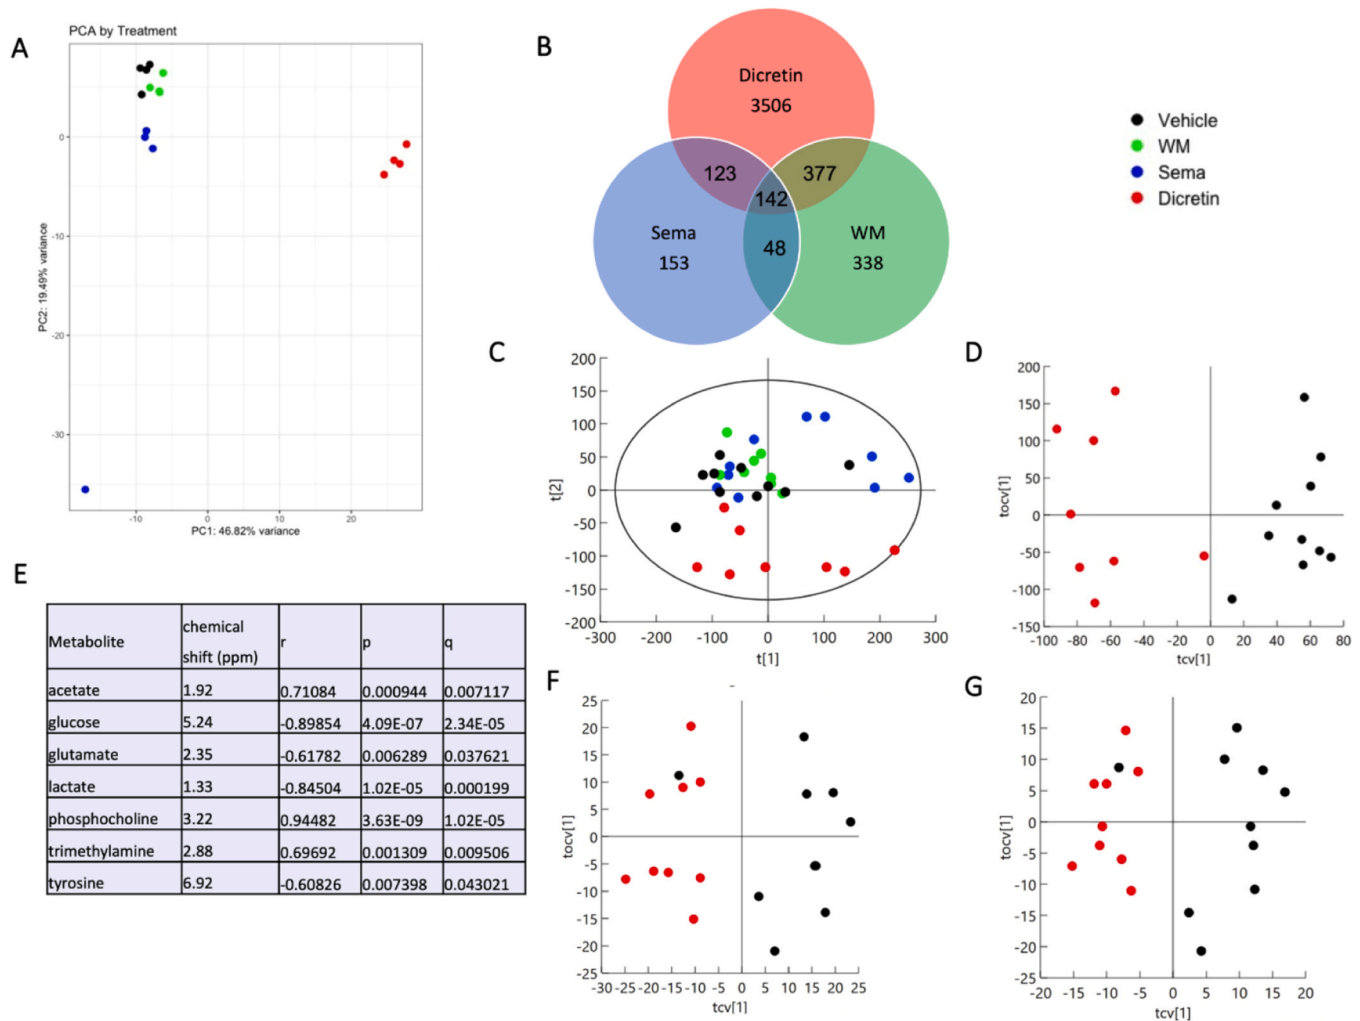 A
PCA by Treatment
0
-10
-20
-30
PC2: 19.49% variance
-10
0
10
20
PC1: 46.82% variance
B
Dicretin
3506
123
377
142
Sema
153
48
WM
338
Vehicle
WM
Sema
Dicretin
C
200
150
100
50
0
-50
-100
-150
-200
t[2]
-300
-200
-100
0
100
200
300
t[1]
D
200
150
100
50
0
-50
-100
-150
tocv[1]
-100
-80
-60
-40
-20
0
20
40
60
80
tcv[1]
E
Metabolite chemical shift (ppm) r p q
acetate 1.92 0.71084 0.000944 0.007117
glucose 5.24 -0.89854 4.09E-07 2.34E-05
glutamate 2.35 -0.61782 0.006289 0.037621
lactate 1.33 -0.84504 1.02E-05 0.000199
phosphocholine 3.22 0.94482 3.63E-09 1.02E-05
trimethylamine 2.88 0.69692 0.001309 0.009506
tyrosine 6.92 -0.60826 0.007398 0.043021
F
25
20
15
10
5
0
-5
-10
-15
-20
-25
tocv[1]
-30
-25
-20
-15
-10
-5
0
5
10
15
20
25
tcv[1]
G
20
15
10
5
0
-5
-10
-15
-20
-25
tocv[1]
-20
-15
-10
-5
0
5
10
15
20
tcv[1]